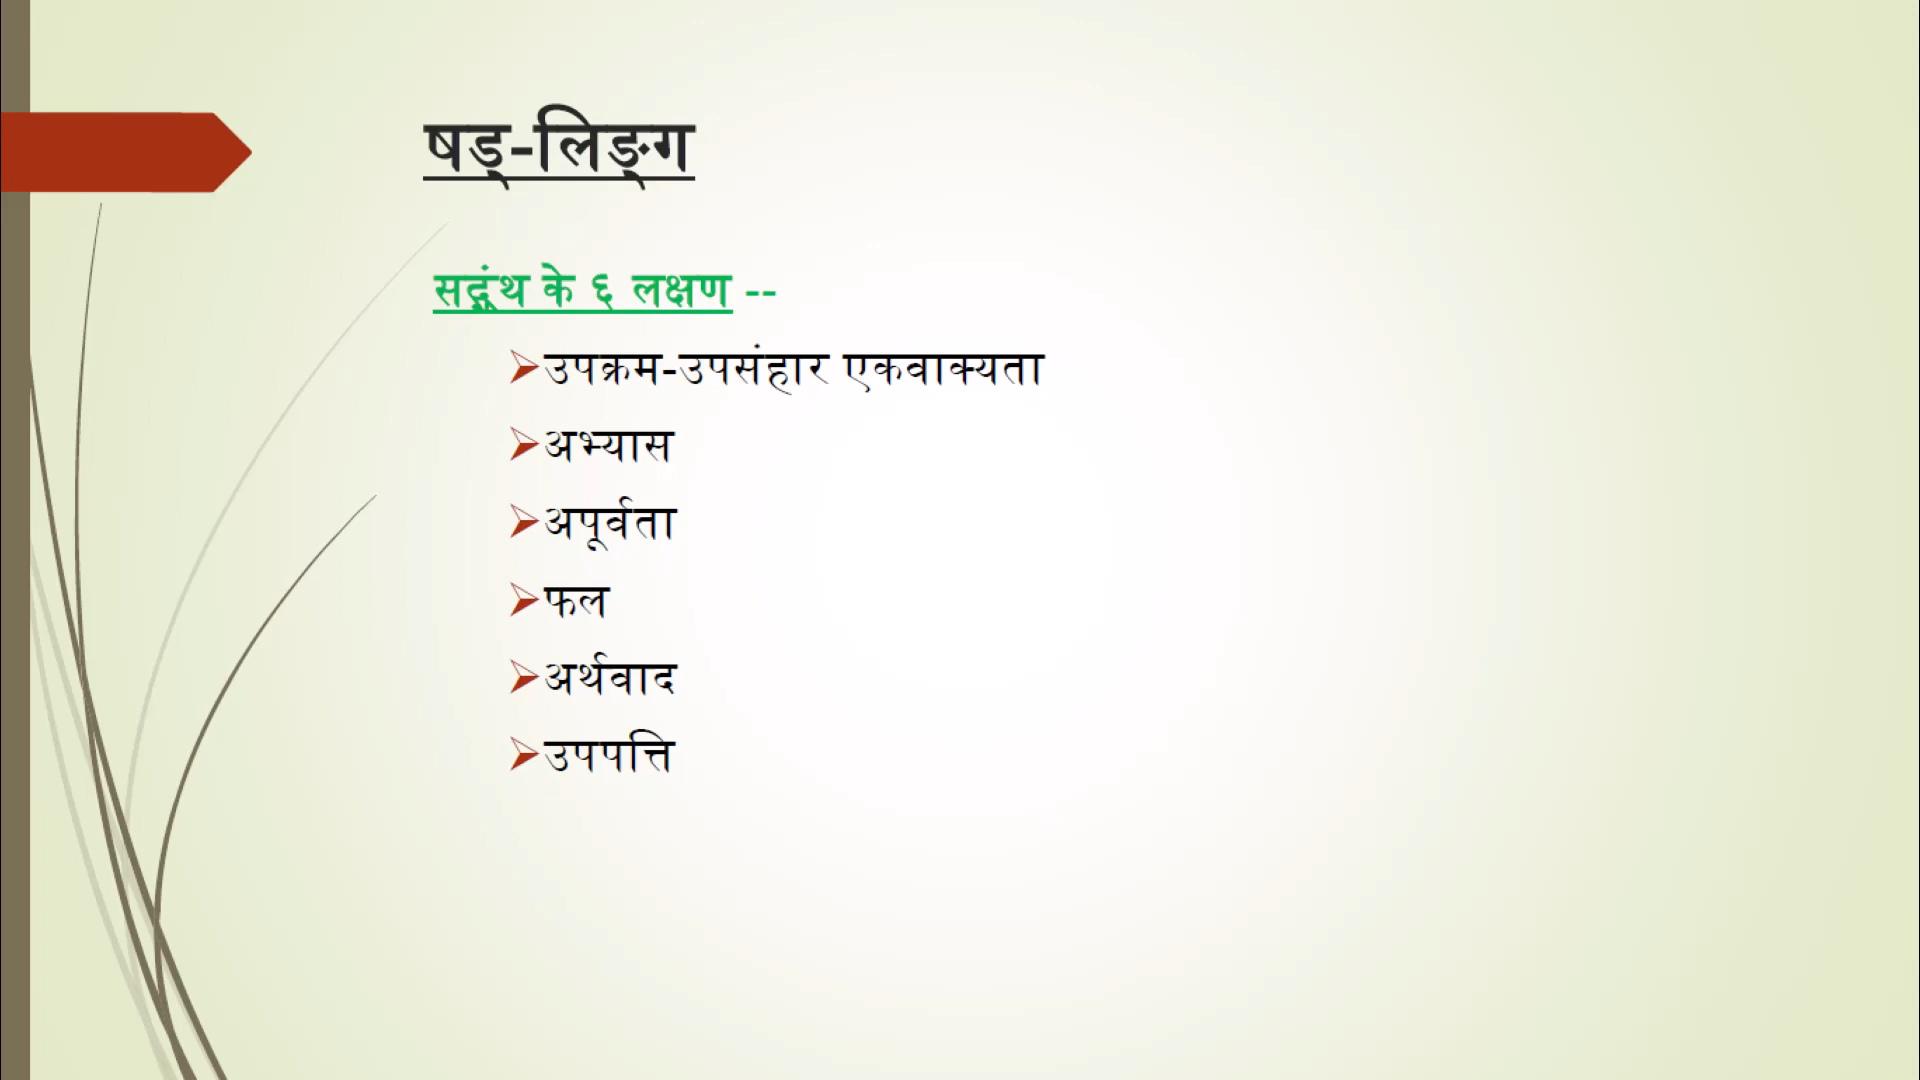 षड्-लिङ्ग
सद्ग्रंथ के ६ लक्षण --
उपक्रम-उपसंहार एकवाक्यता
अभ्यास
अपूर्वता
फल
अर्थवाद
उपपत्ति